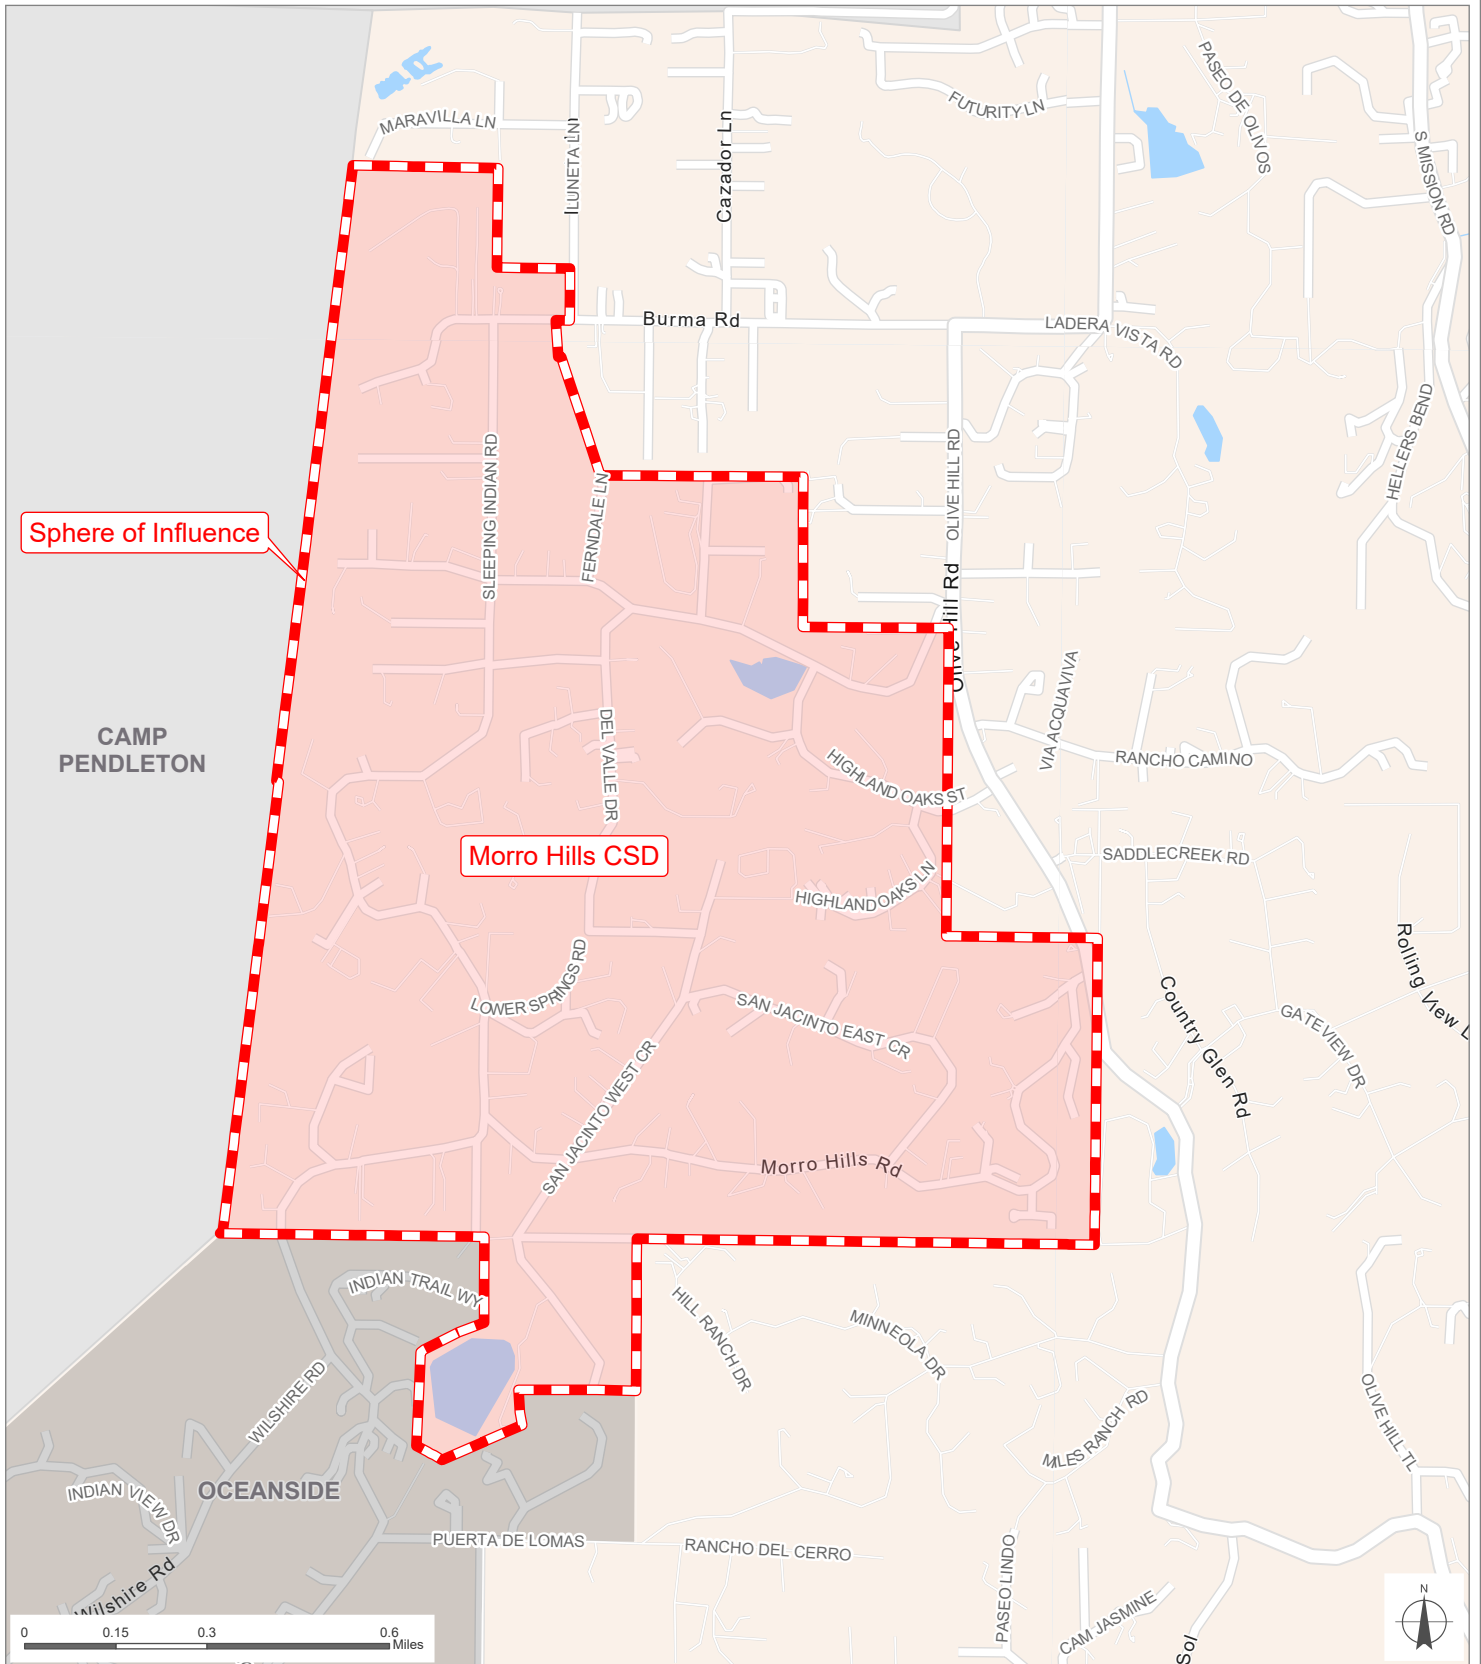 MARAVILLA LN
ILUNETA LN
Cazador Ln
FUTURITY LN
PASEO DE OLIVOS
S MISSION RD
Burma Rd
LADERA VISTA RD
HELLERS BEND
SLEEPING INDIAN RD
FERNDALE LN
OLIVE HILL RD
Olive Hill Rd
Sphere of Influence
CAMP
PENDLETON
DEL VALLE DR
VIA ACQUAVIVA
RANCHO CAMINO
HIGHLAND OAKS ST
Morro Hills CSD
SADDLECREEK RD
HIGHLAND OAKS LN
LOWER SPRINGS RD
SAN JACINTO EAST CR
Country Glen Rd
Rolling View L
GATEVIEW DR
SAN JACINTO WEST CR
Morro Hills Rd
INDIAN TRAIL WY
HILL RANCH DR
MINNEOLA DR
WILSHIRE RD
MILES RANCH RD
OLIVE HILL TL
OCEANSIDE
INDIAN VIEW DR
PUERTA DE LOMAS
RANCHO DEL CERRO
Wilshire Rd
PASEO LINDO
CAM JASMINE
Sol
N
0 0.15 0.3 0.6
Miles